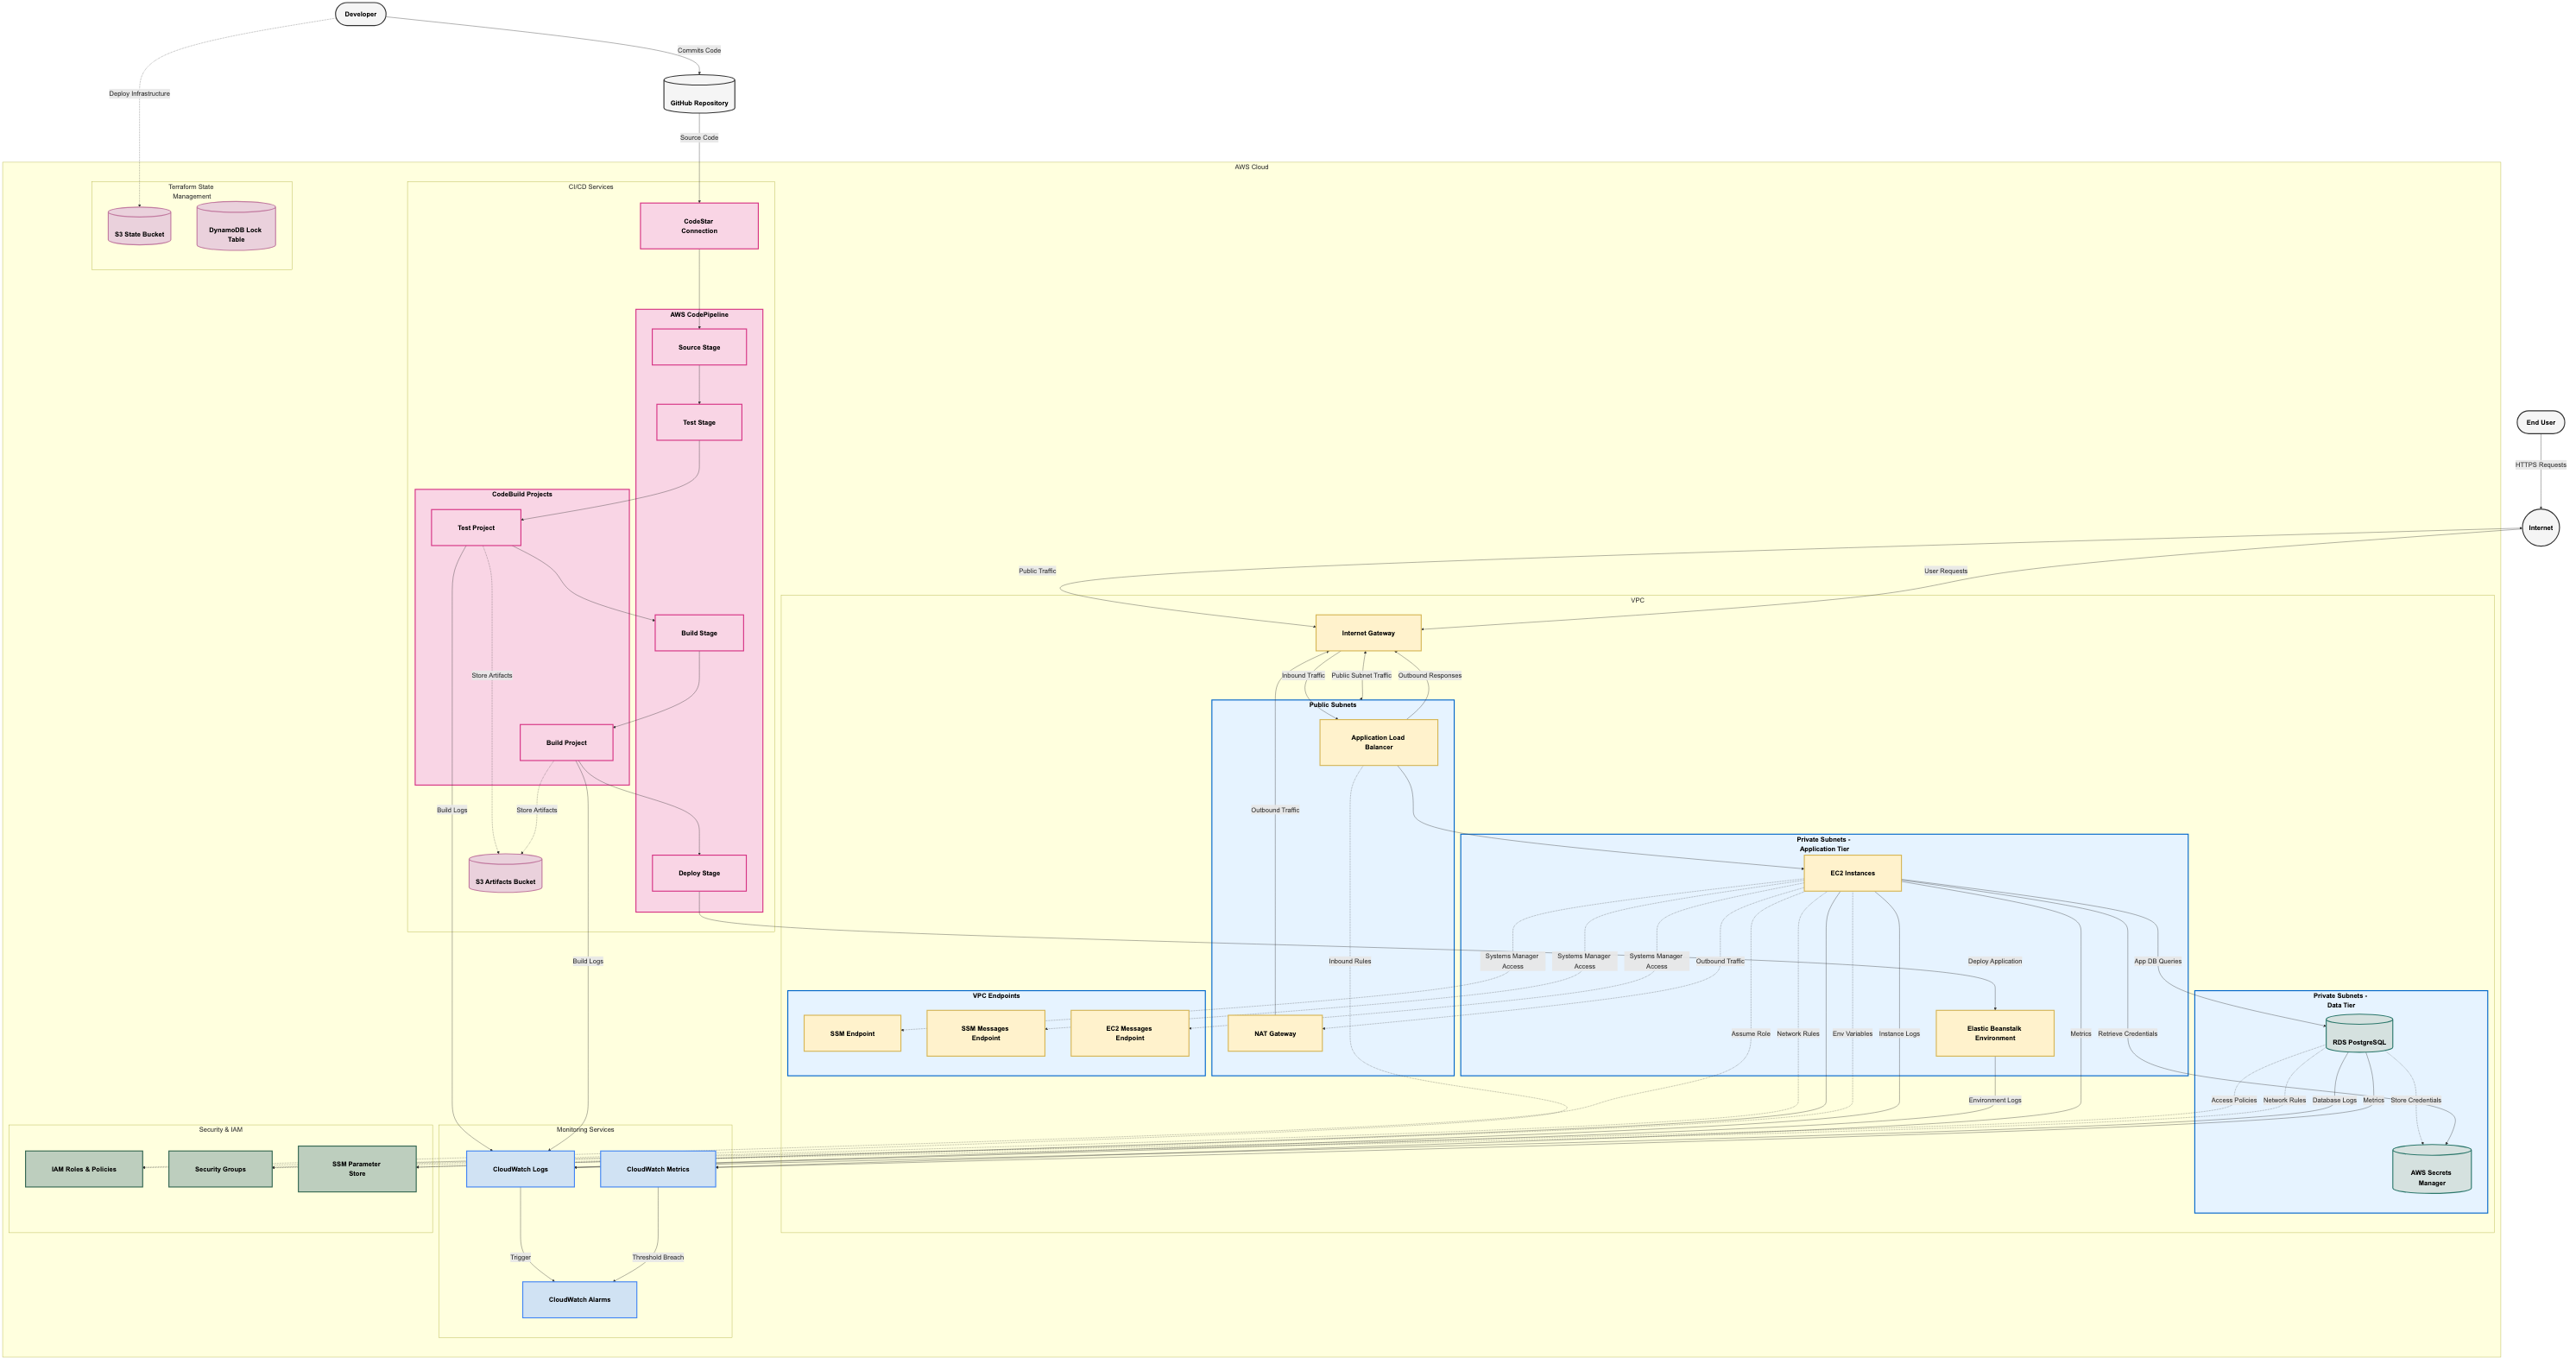 Developer
Commits Code
Deploy Infrastructure
GitHub Repository
Source Code
AWS Cloud
Terraform State
Management
S3 State Bucket
DynamoDB Lock
Table
CI/CD Services
CodeStar
Connection
AWS CodePipeline
Source Stage
Test Stage
CodeBuild Projects
Test Project
Build Stage
Store Artifacts
Build Project
Build Logs
Store Artifacts
S3 Artifacts Bucket
Deploy Stage
Build Logs
End User
HTTPS Requests
Internet
Public Traffic
User Requests
VPC
Internet Gateway
Inbound Traffic
Public Subnet Traffic
Outbound Responses
Public Subnets
Application Load
Balancer
Outbound Traffic
Inbound Rules
NAT Gateway
Private Subnets -
Application Tier
EC2 Instances
Systems Manager
Access
Systems Manager
Access
Systems Manager
Access
Outbound Traffic
Deploy Application
App DB Queries
VPC Endpoints
SSM Endpoint
SSM Messages
Endpoint
EC2 Messages
Endpoint
Assume Role
Network Rules
Env Variables
Instance Logs
Elastic Beanstalk
Environment
Metrics
Retrieve Credentials
Environment Logs
Private Subnets -
Data Tier
RDS PostgreSQL
Access Policies
Network Rules
Database Logs
Metrics
Store Credentials
AWS Secrets
Manager
Security & IAM
IAM Roles & Policies
Security Groups
SSM Parameter
Store
Monitoring Services
CloudWatch Logs
CloudWatch Metrics
Trigger
Threshold Breach
CloudWatch Alarms